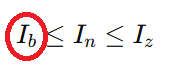 I_b ≤ I_n ≤ I_z